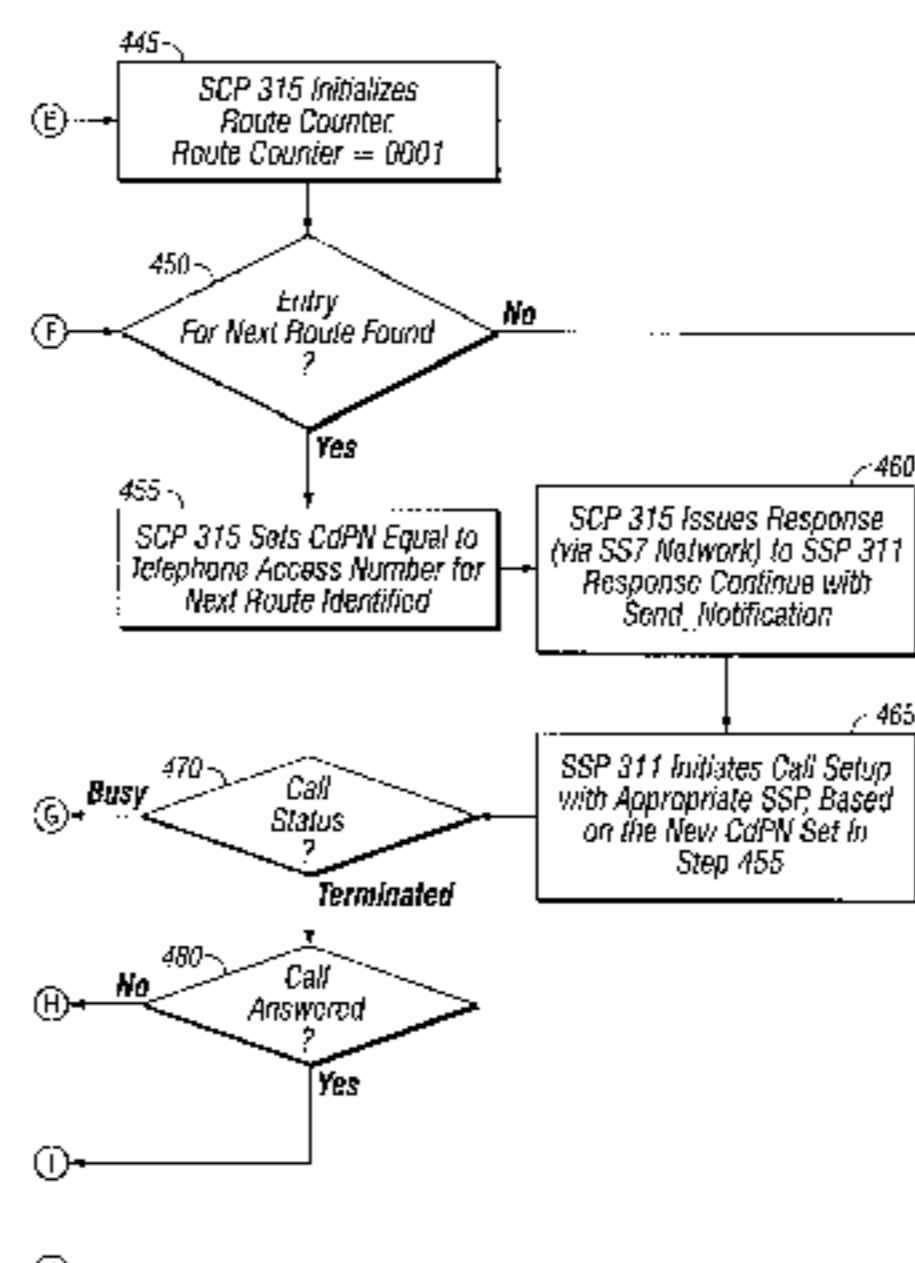 445
SCP 315 Initializes
Route Counter.
Route Counter = 0001
E
450
Entry
For Next Route Found
?
F
No
Yes
455
SCP 315 Sets CdPN Equal to
Telephone Access Number for
Next Route Identified
460
SCP 315 Issues Response
(via SS7 Network) to SSP 311
Response Continue with
Send_Notification
465
SSP 311 Initiates Call Setup
with Appropriate SSP, Based
on the New CdPN Set In
Step 455
470
Call
Status
?
Busy
G
Terminated
480
Call
Answered
?
No
H
Yes
I